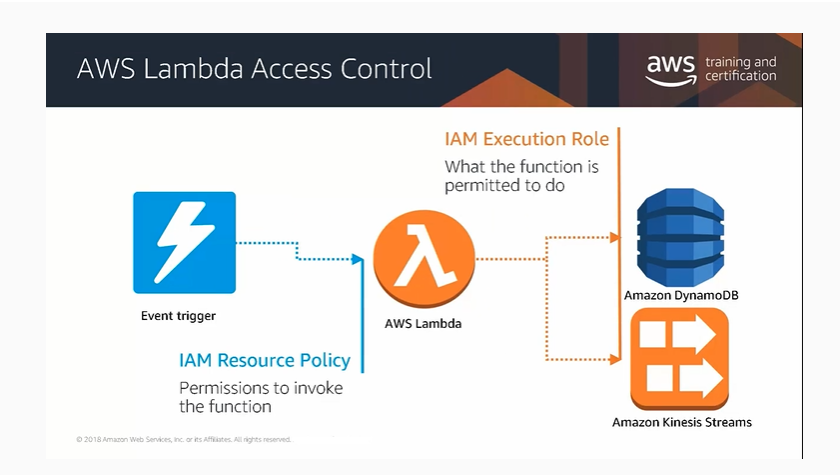 AWS Lambda Access Control
aws training and
certification
IAM Execution Role
What the function is
permitted to do
Event trigger
AWS Lambda
Amazon DynamoDB
IAM Resource Policy
Permissions to invoke
the function
Amazon Kinesis Streams
© 2018 Amazon Web Services, Inc. or its Affiliates. All rights reserved.